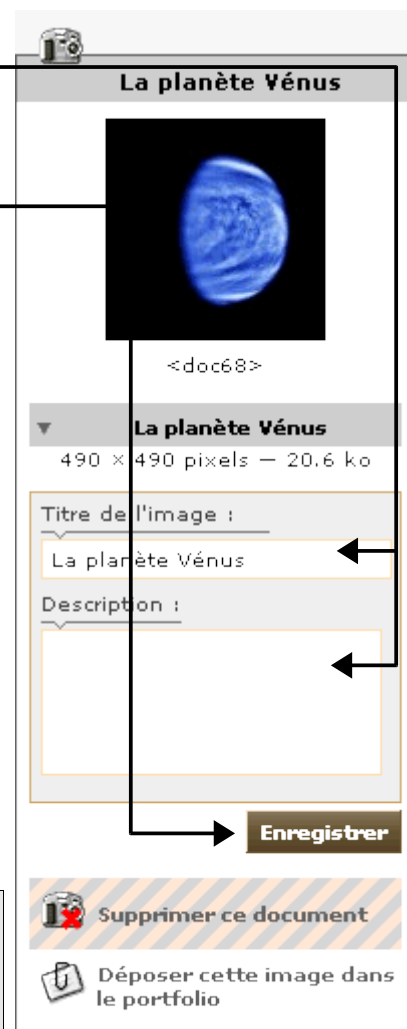 La planète Vénus
<doc68>
La planète Vénus
490 × 490 pixels — 20.6 ko
Titre de l'image :
La planète Vénus
Description :
Enregistrer
Supprimer ce document
Déposer cette image dans
le portfolio